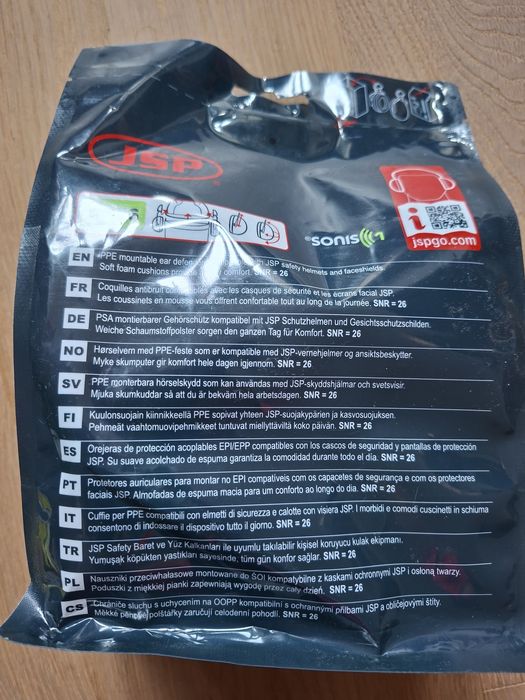 JSP
SONIS 1
i
jspgo.com
EN PPE mountable ear defenders with JSP safety helmets and faceshields.
Soft foam cushions comfort. SNR = 26
FR Coquilles antibruit compatibles avec les casques de sécurité et les écrans facial JSP.
Les coussinets en mousse vous offrent confortable tout au long de la journée. SNR = 26
DE PSA montierbarer Gehörschutz kompatibel mit JSP Schutzhelmen und Gesichtsschutzschilden.
Weiche Schaumstoffpolster sorgen den ganzen Tag für Komfort. SNR = 26
NO Hørselvern med PPE-feste som er kompatible med JSP-vernehjelmer og ansiktsbeskytter.
Myke skumputer gir komfort hele dagen igjennom. SNR = 26
SV PPE monterbara hörselskydd som kan användas med JSP-skyddshjälmar och svetsvisir.
Mjuka skumkuddar så att du är bekväm hela arbetsdagen. SNR = 26
FI Kuulonsuojain kiinnikkeellä PPE sopivat yhteen JSP-suojakypärien ja kasvosuojuksen.
Pehmeät vaahtomuovipehmikkeet tuntuvat miellyttäviltä koko päivän. SNR = 26
ES Orejeras de protección acoplables EPI/EPP compatibles con los cascos de seguridad y pantallas de protección
JSP. Su suave acolchado de espuma garantiza la comodidad durante todo el día. SNR = 26
PT Protetores auriculares para montar no EPI compatíveis com os capacetes de segurança e com os protectores
faciais JSP. Almofadas de espuma macia para um conforto ao longo do dia. SNR = 26
IT Cuffie per PPE compatibili con elmetti di sicurezza e calotte con visiera JSP. I morbidi e comodi cuscinetti in schiuma
consentono di indossare il dispositivo tutto il giorno. SNR = 26
TR JSP Safety Baret ve Yüz Kalkanları ile uyumlu takılabilir kişisel koruyucu kulak ekipmanı.
Yumuşak köpükten yastıkları sayesinde, tüm gün konfor sağlar. SNR = 26
PL Nauszniki przeciwhałasowe montowane do SOI kompatybilne z kaskami ochronnymi JSP i osłoną twarzy.
Poduszki z miękkiej pianki zapewniają wygodę przez cały dzień. SNR = 26
CS Chrániče sluchu s uchycením na OOPP kompatibilní s ochrannými přilbami JSP a obličejovými štíty.
Měkké pěnové polštářky zaručují celodenní pohodlí. SNR = 26